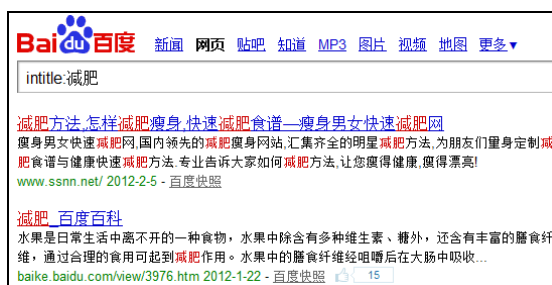 Bai du 百度 新闻 网页 贴吧 知道 MP3 图片 视频 地图 更多▼
intitle:减肥
减肥方法,怎样减肥瘦身,快速减肥食谱—瘦身男女快速减肥网
瘦身男女快速减肥网,国内领先的减肥瘦身网站,汇集齐全的明星减肥方法,为朋友们量身定制减
肥食谱与健康快速减肥方法.专业告诉大家如何减肥方法,让您瘦得健康,瘦得漂亮!
www.ssnn.net/ 2012-2-5 - 百度快照
减肥_百度百科
水果是日常生活中离不开的一种食物，水果中除含有多种维生素、糖外，还含有丰富的膳食纤
维，通过合理的食用可起到减肥作用。水果中的膳食纤维经咀嚼后在大肠中吸收...
baike.baidu.com/view/3976.htm 2012-1-22 - 百度快照 15